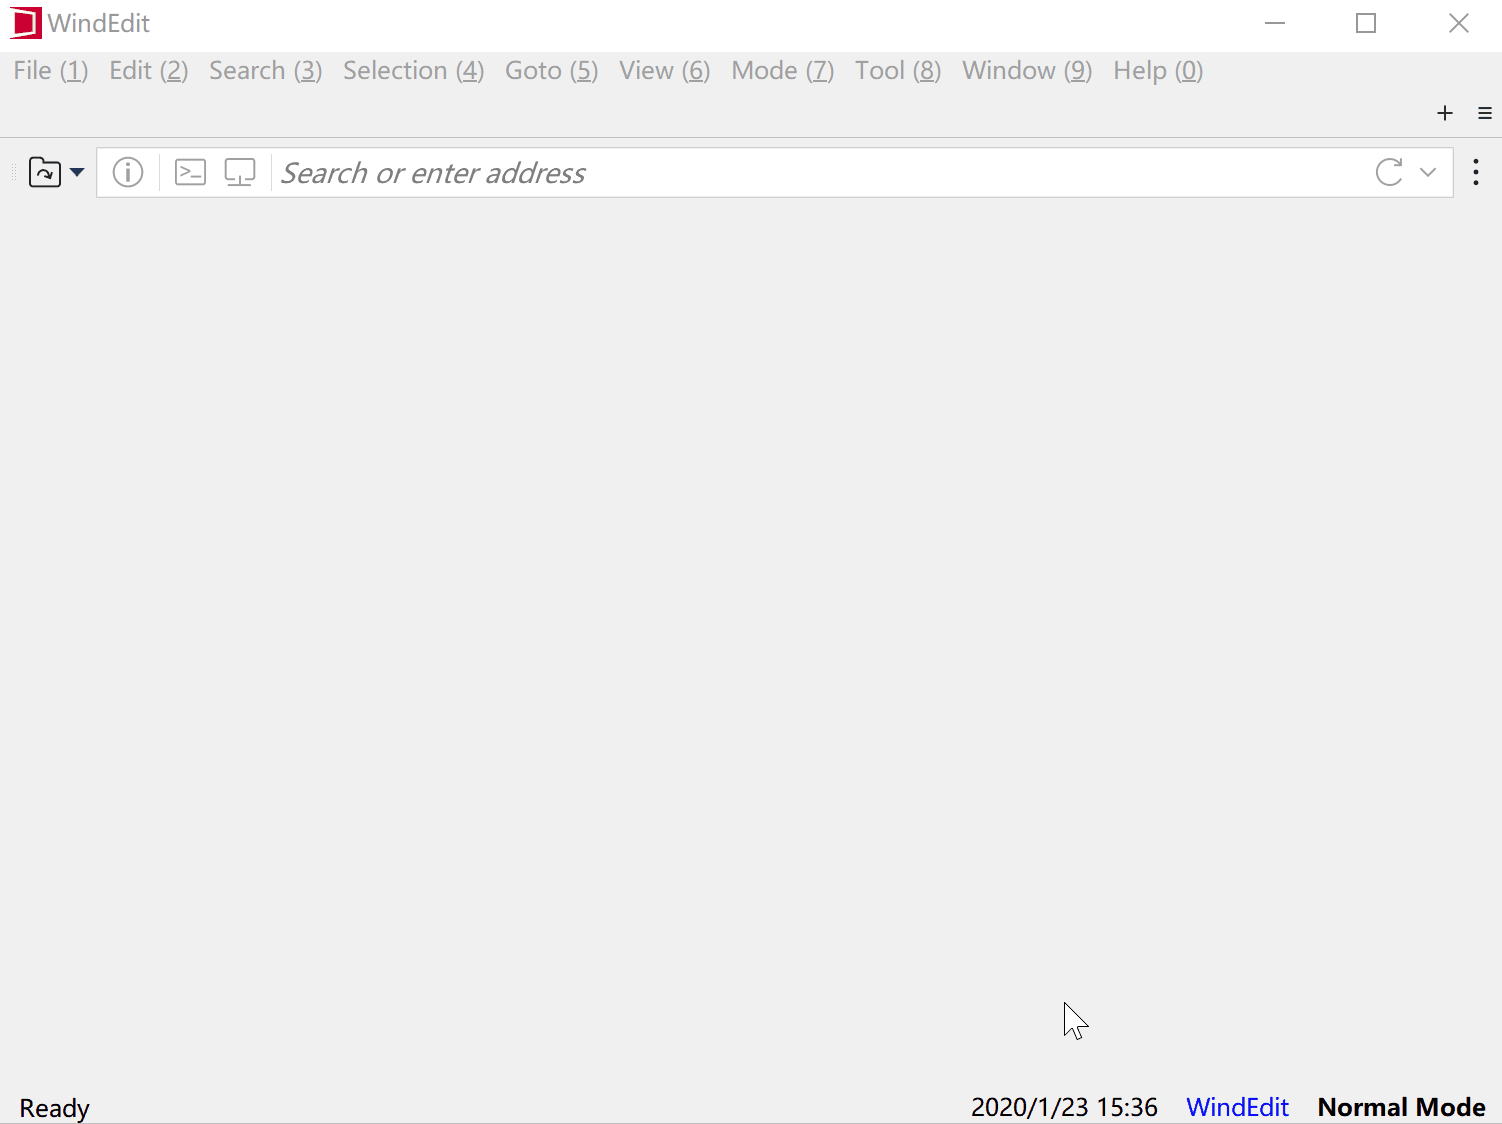 WindEdit
File (1) Edit (2) Search (3) Selection (4) Goto (5) View (6) Mode (7) Tool (8) Window (9) Help (0)
Search or enter address
Ready 2020/1/23 15:36 WindEdit Normal Mode